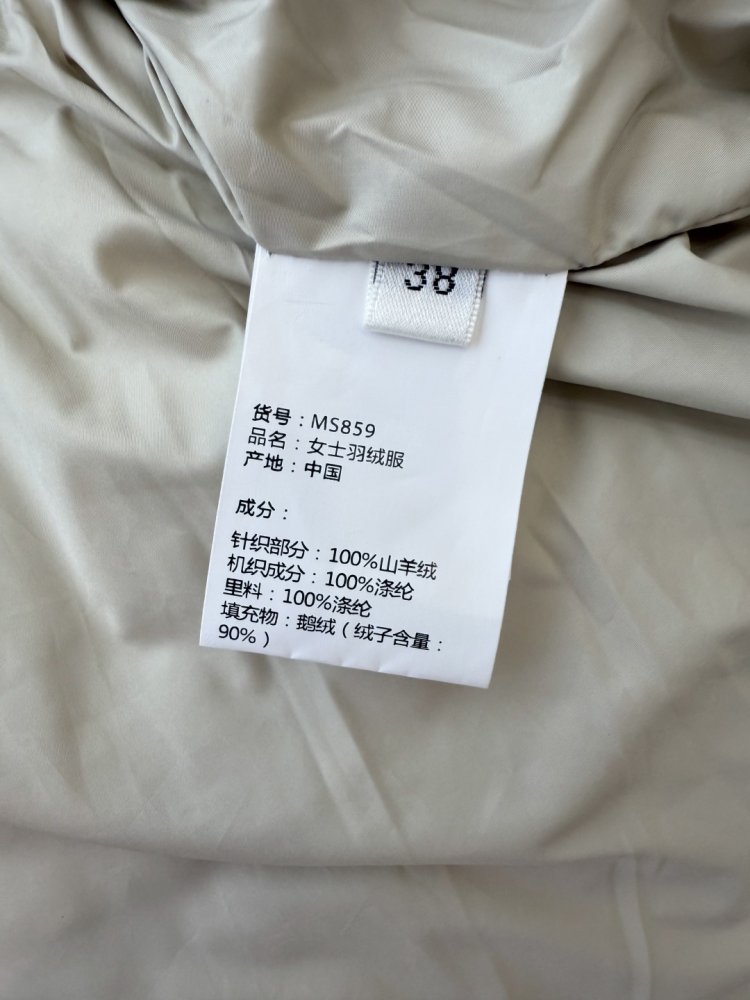 38
货号：MS859
品名：女士羽绒服
产地：中国
成分：
针织部分：100%山羊绒
机织成分：100%涤纶
里料：100%涤纶
填充物：鹅绒（绒子含量：
90%）